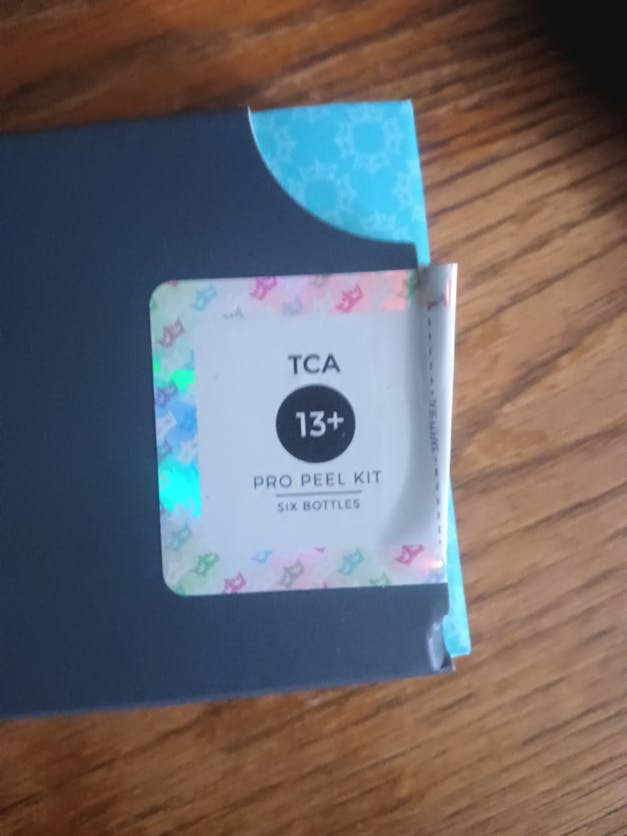 TCA
13+
PRO PEEL KIT
SIX BOTTLES